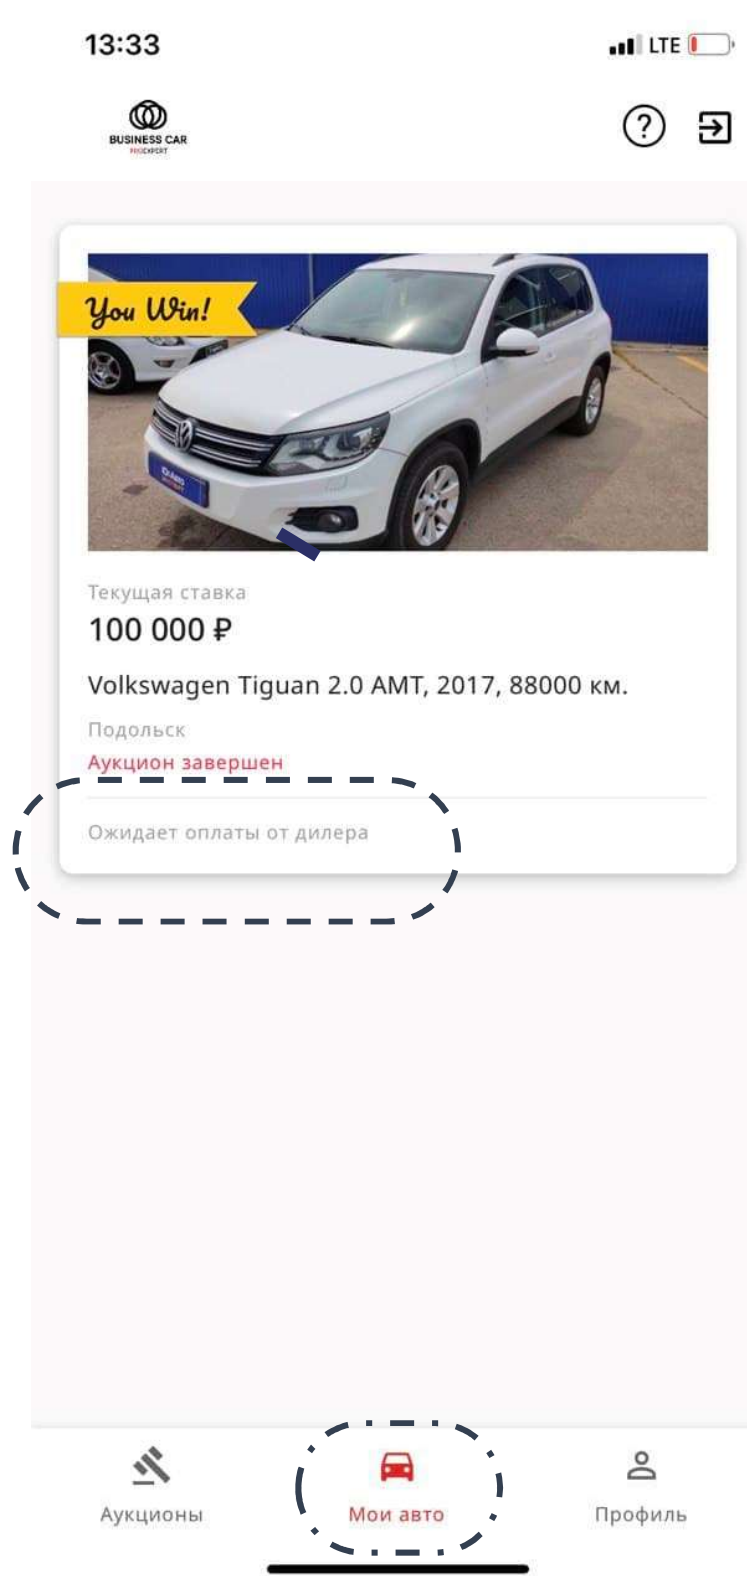 13:33
LTE
BUSINESS CAR
PROEXPERT
?
You Win!
Текущая ставка
100 000 ₽
Volkswagen Tiguan 2.0 AMT, 2017, 88000 км.
Подольск
Аукцион завершен
Ожидает оплаты от дилера
Аукционы
Мои авто
Профиль